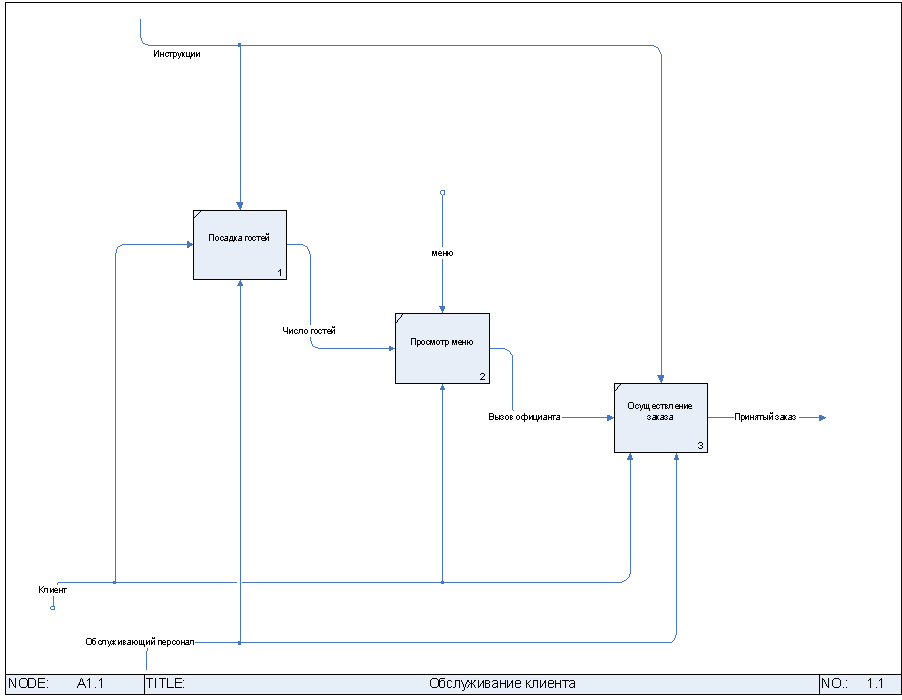 Инструкции
Посадка гостей
1
меню
Число гостей
Просмотр меню
2
Осуществление
заказа
3
Вызов официанта
Принятый заказ
Клиент
Обслуживающий персонал
NODE: A1.1 TITLE: Обслуживание клиента NO.: 1.1